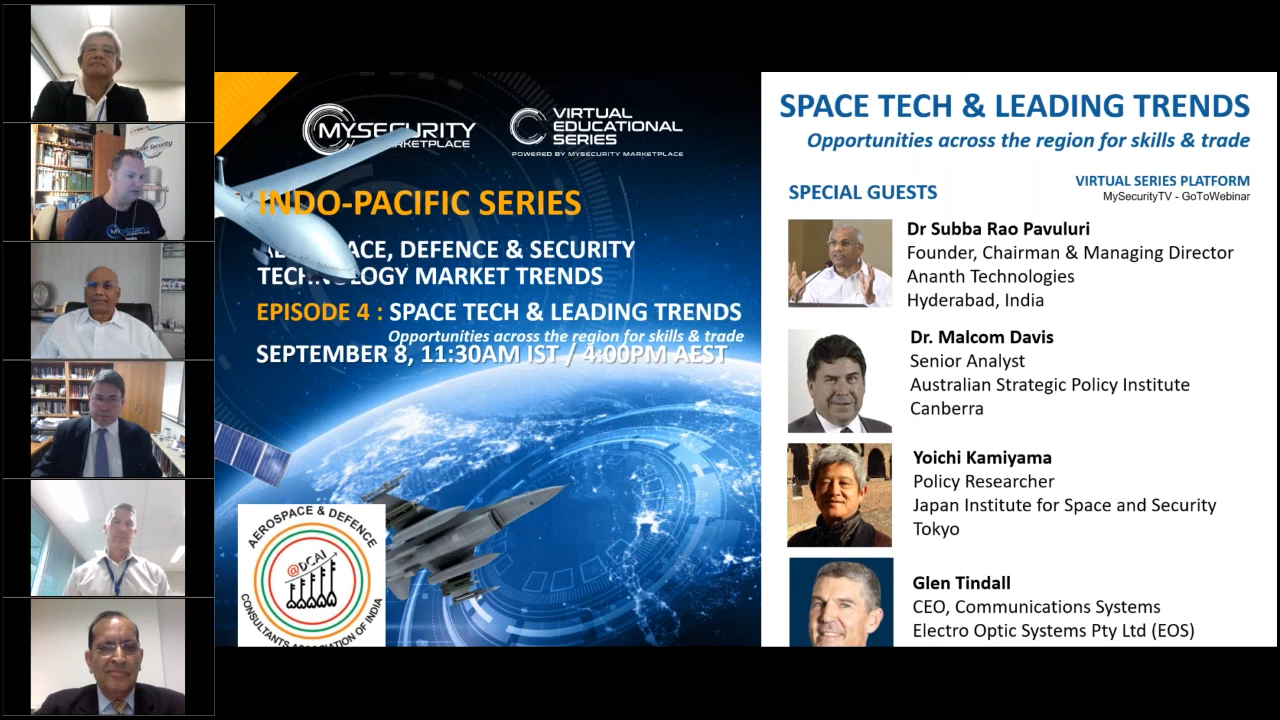 MYSECURITY
MARKETPLACE
VIRTUAL
EDUCATIONAL
SERIES
POWERED BY MYSECURITY MARKETPLACE
INDO-PACIFIC SERIES
AEROSPACE, DEFENCE & SECURITY
TECHNOLOGY MARKET TRENDS
EPISODE 4 : SPACE TECH & LEADING TRENDS
Opportunities across the region for skills & trade
SEPTEMBER 8, 11:30AM IST / 4:00PM AEST
AEROSPACE & DEFENCE
@DCAI
CONSULTANTS ASSOCIATION OF INDIA
SPACE TECH & LEADING TRENDS
Opportunities across the region for skills & trade
SPECIAL GUESTS
VIRTUAL SERIES PLATFORM
MySecurityTV - GoToWebinar
Dr Subba Rao Pavuluri
Founder, Chairman & Managing Director
Ananth Technologies
Hyderabad, India
Dr. Malcom Davis
Senior Analyst
Australian Strategic Policy Institute
Canberra
Yoichi Kamiyama
Policy Researcher
Japan Institute for Space and Security
Tokyo
Glen Tindall
CEO, Communications Systems
Electro Optic Systems Pty Ltd (EOS)